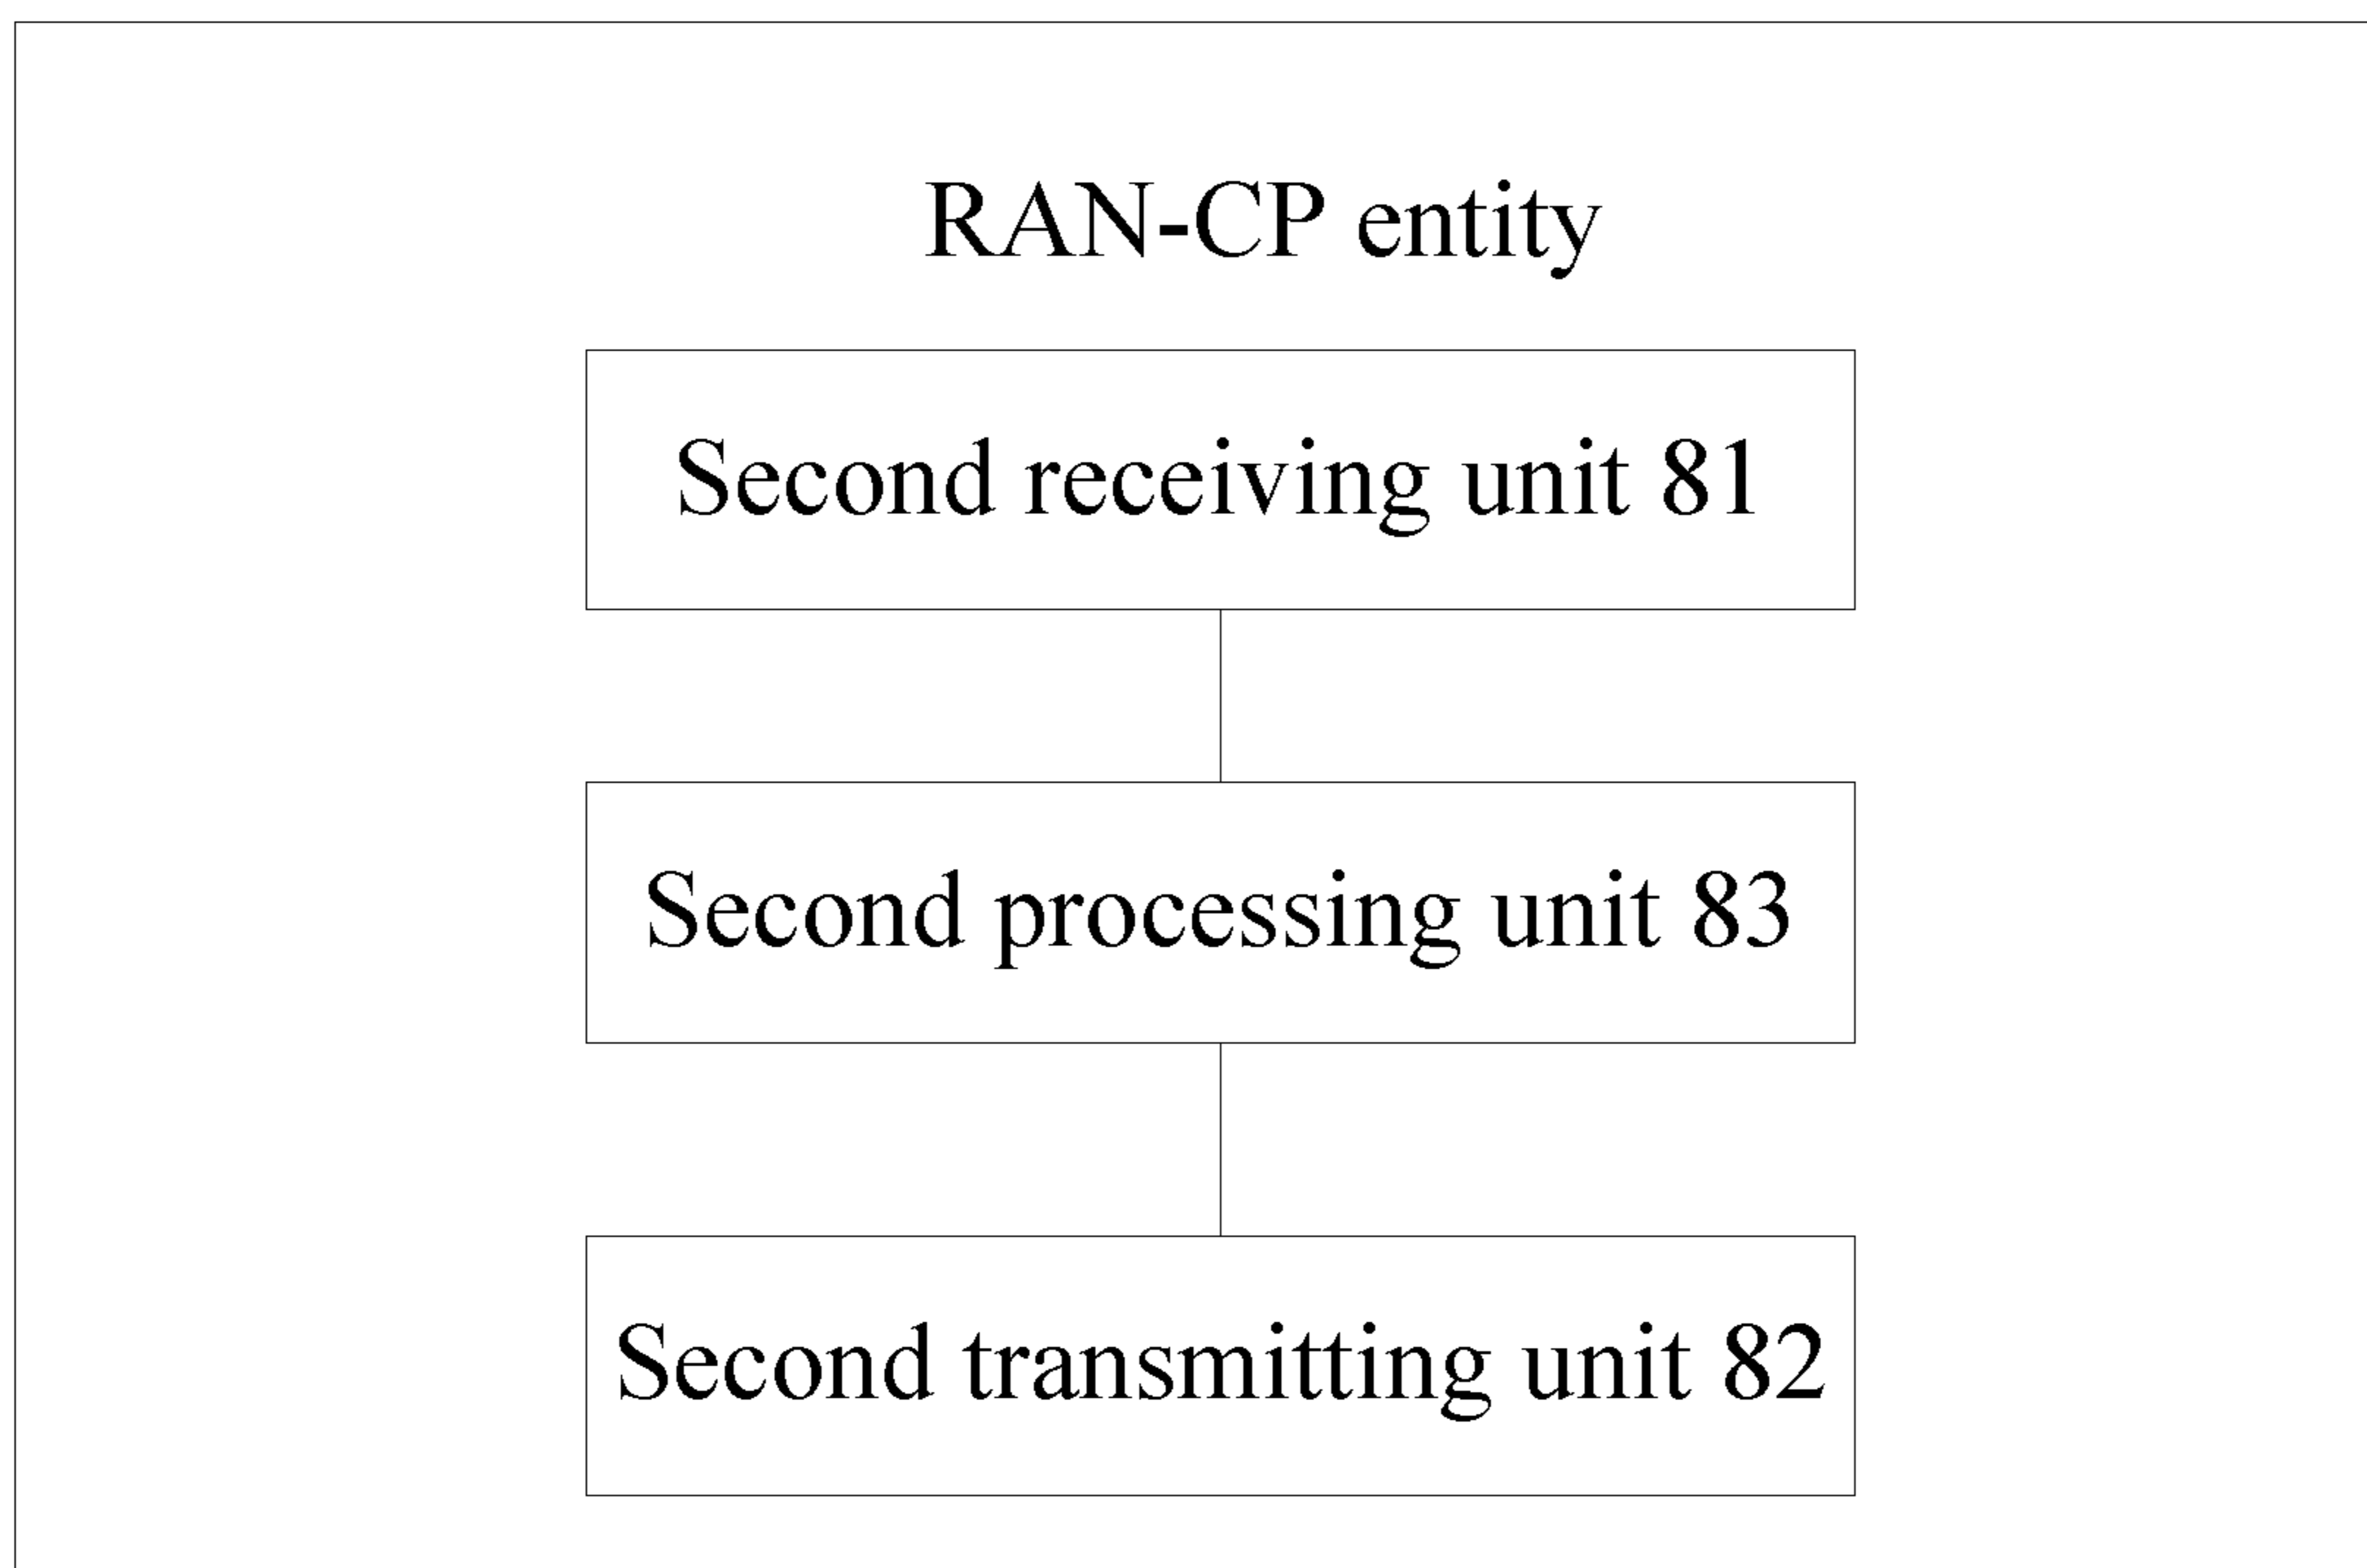 RAN-CP entity
Second receiving unit 81
Second processing unit 83
Second transmitting unit 82